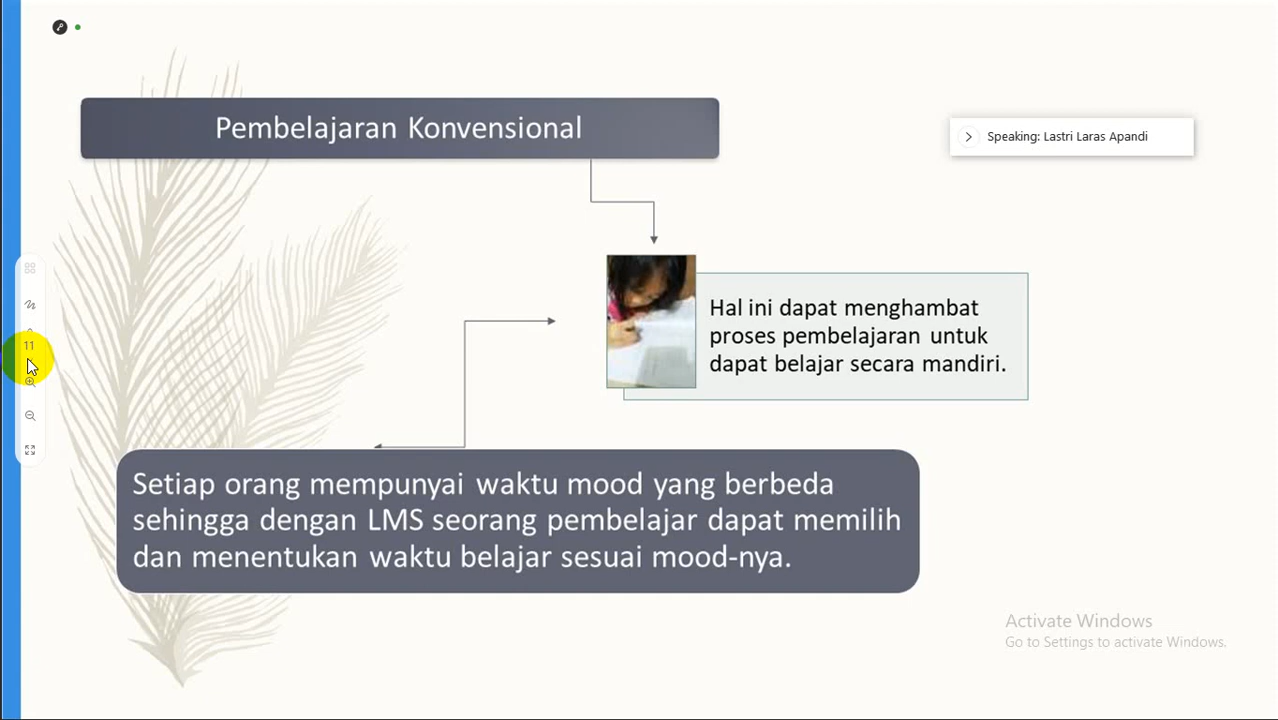 Pembelajaran Konvensional
Speaking: Lastri Laras Apandi
Hal ini dapat menghambat
proses pembelajaran untuk
dapat belajar secara mandiri.
11
Setiap orang mempunyai waktu mood yang berbeda
sehingga dengan LMS seorang pembelajar dapat memilih
dan menentukan waktu belajar sesuai mood-nya.
Activate Windows
Go to Settings to activate Windows.